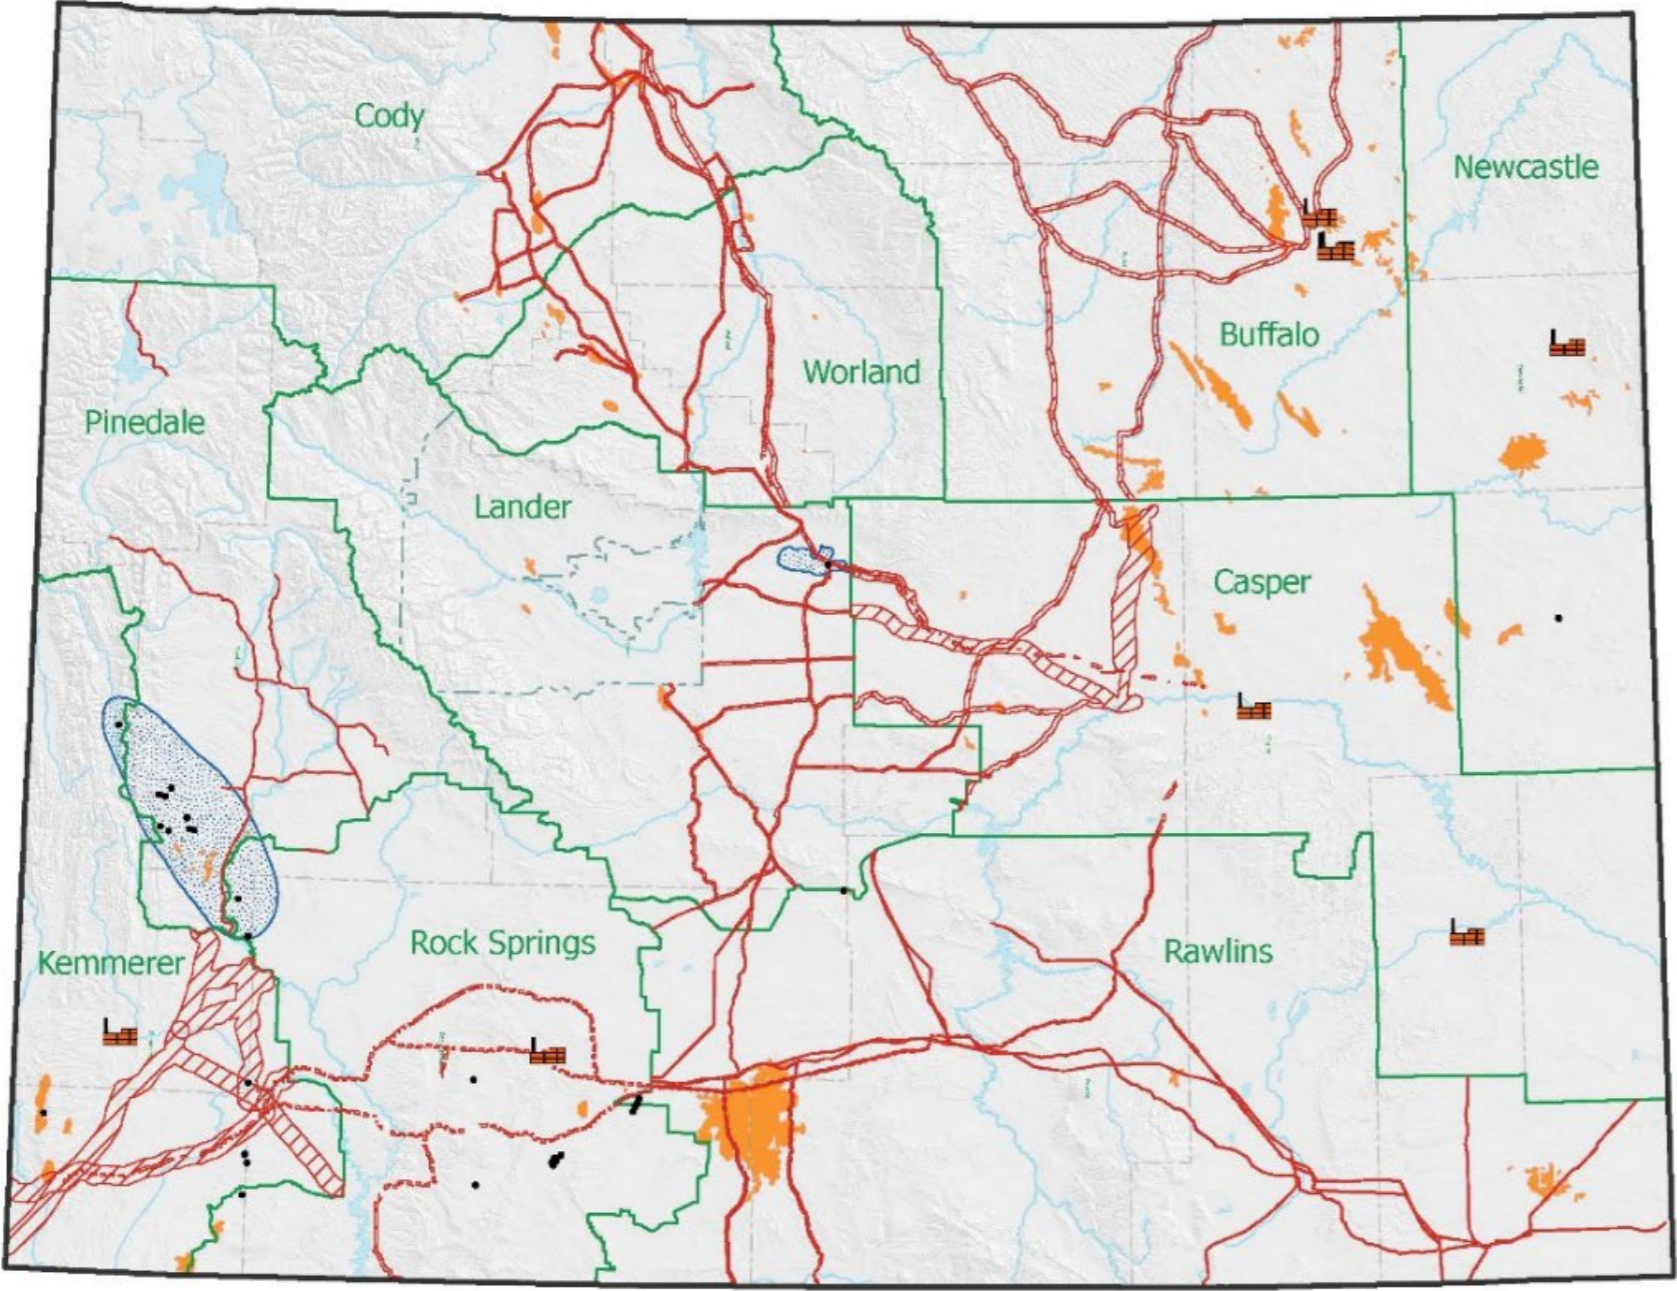 Cody
Newcastle
Buffalo
Worland
Pinedale
Lander
Casper
Rock Springs
Rawlins
Kemmerer